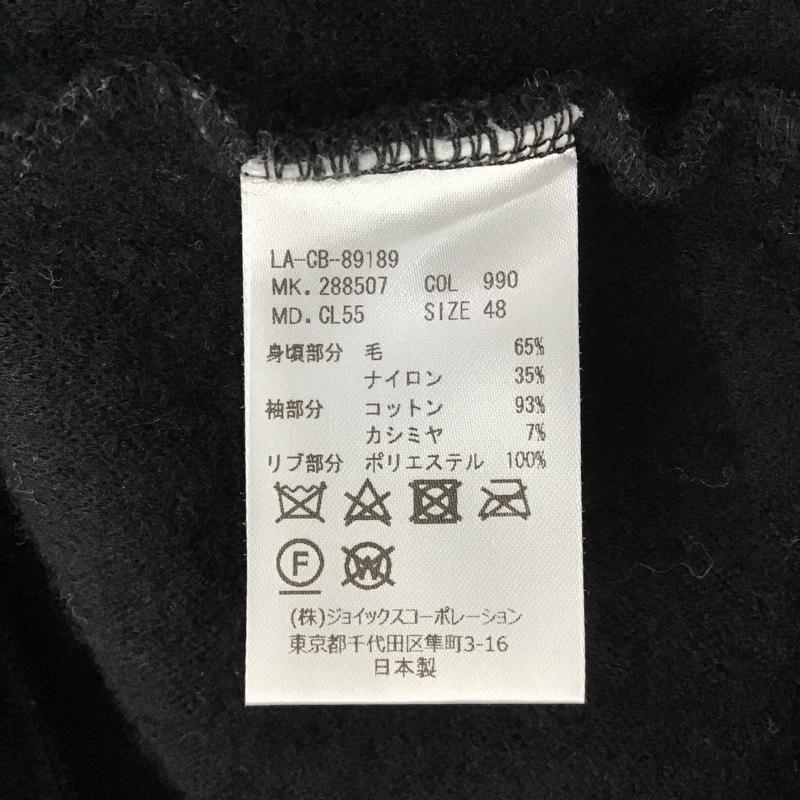 LA-CB-89189
MK. 288507 COL 990
MD. CL55 SIZE 48
身頃部分 毛 65%
ナイロン 35%
袖部分 コットン 93%
カシミヤ 7%
リブ部分 ポリエステル 100%
F W
(株)ジョイックスコーポレーション
東京都千代田区隼町3-16
日本製